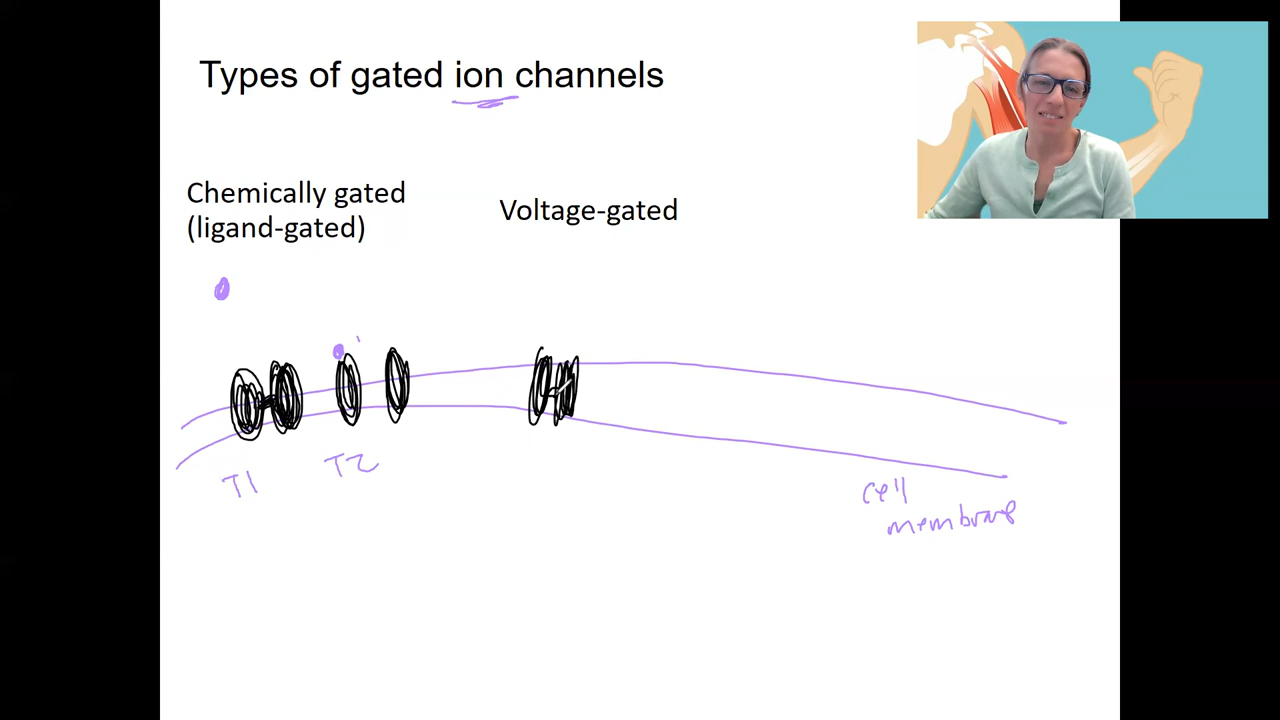 Types of gated ion channels
Chemically gated
(ligand-gated)
Voltage-gated
T1
T2
cell
membrane